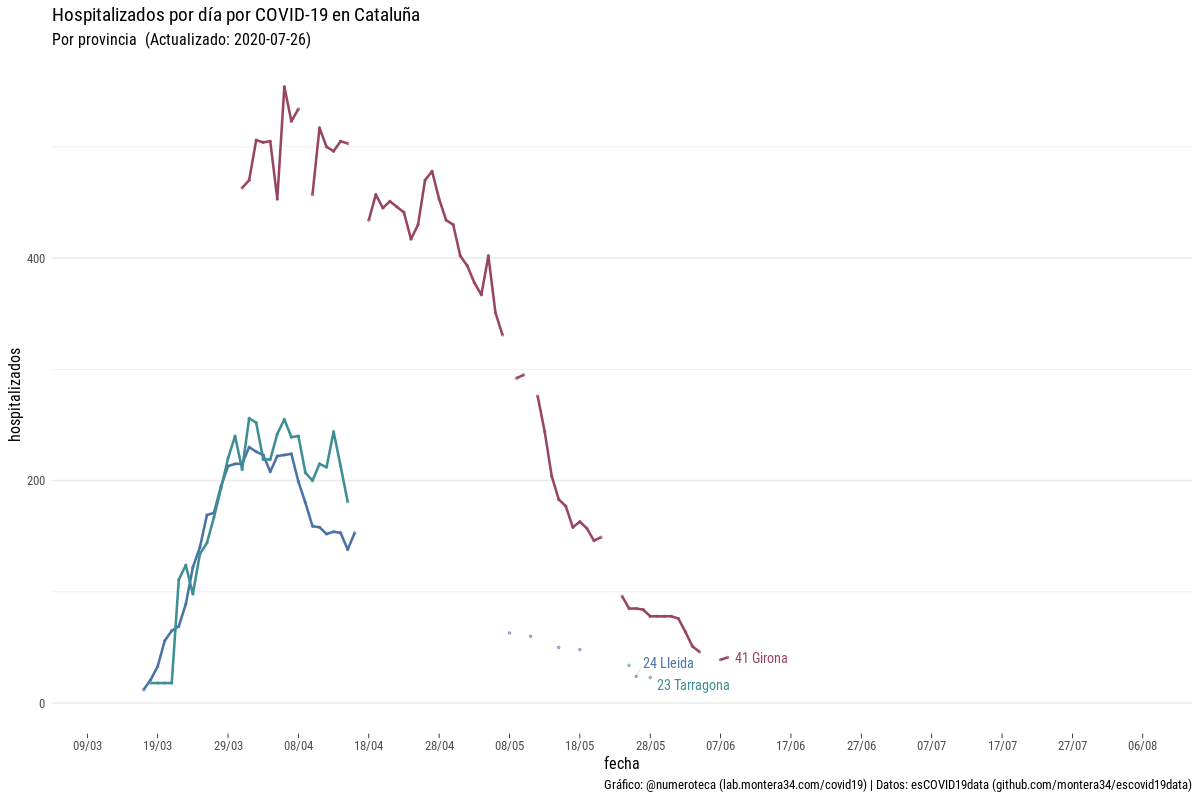 Hospitalizados por día por COVID-19 en Cataluña
Por provincia  (Actualizado: 2020-07-26)
hospitalizados
400
200
0
24 Lleida
41 Girona
23 Tarragona
09/03 19/03 29/03 08/04 18/04 28/04 08/05 18/05 28/05 07/06 17/06 27/06 07/07 17/07 27/07 06/08
fecha
Gráfico: @numeroteca (lab.montera34.com/covid19) | Datos: esCOVID19data (github.com/montera34/escovid19data)